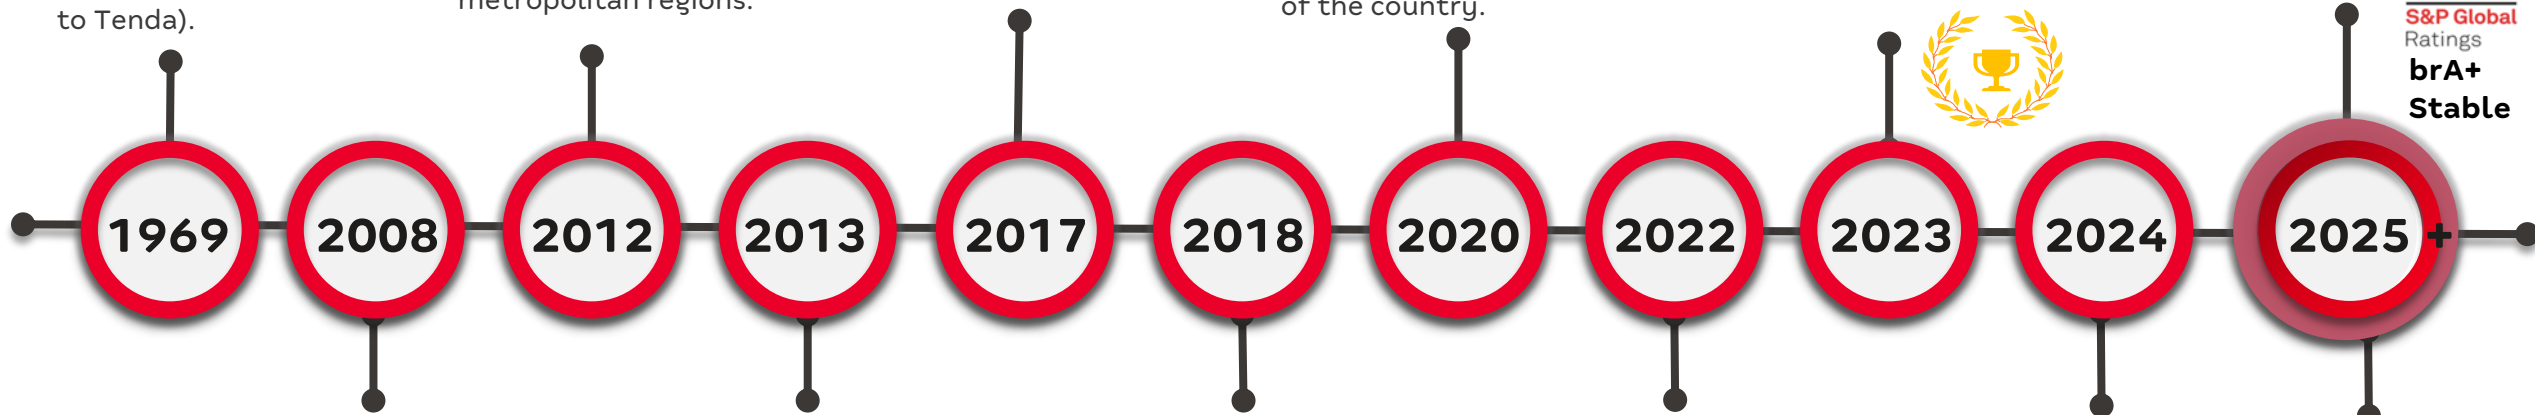 to Tenda).
metropolitan regions.
of the country.
S&P Global
Ratings
brA+
Stable
1969
2008
2012
2013
2017
2018
2020
2022
2023
2024
2025
+